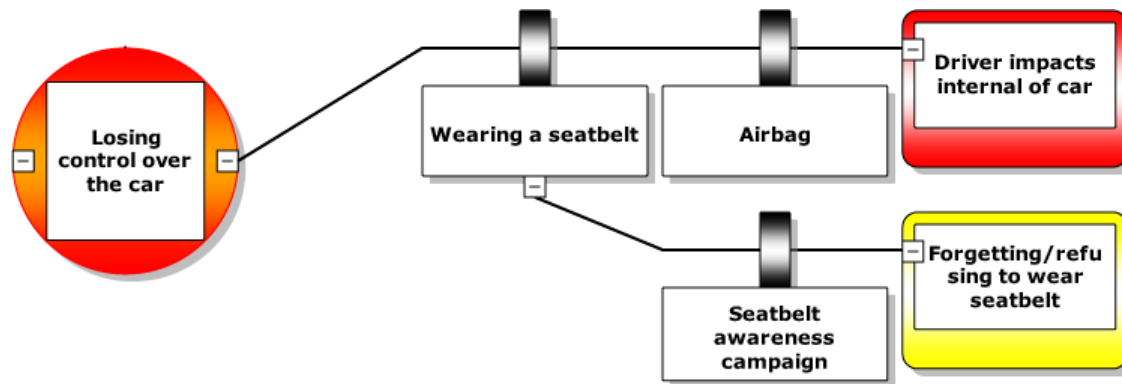 Losing
control over
the car
Wearing a seatbelt
Airbag
Driver impacts
internal of car
Seatbelt
awareness
campaign
Forgetting/refu
sing to wear
seatbelt